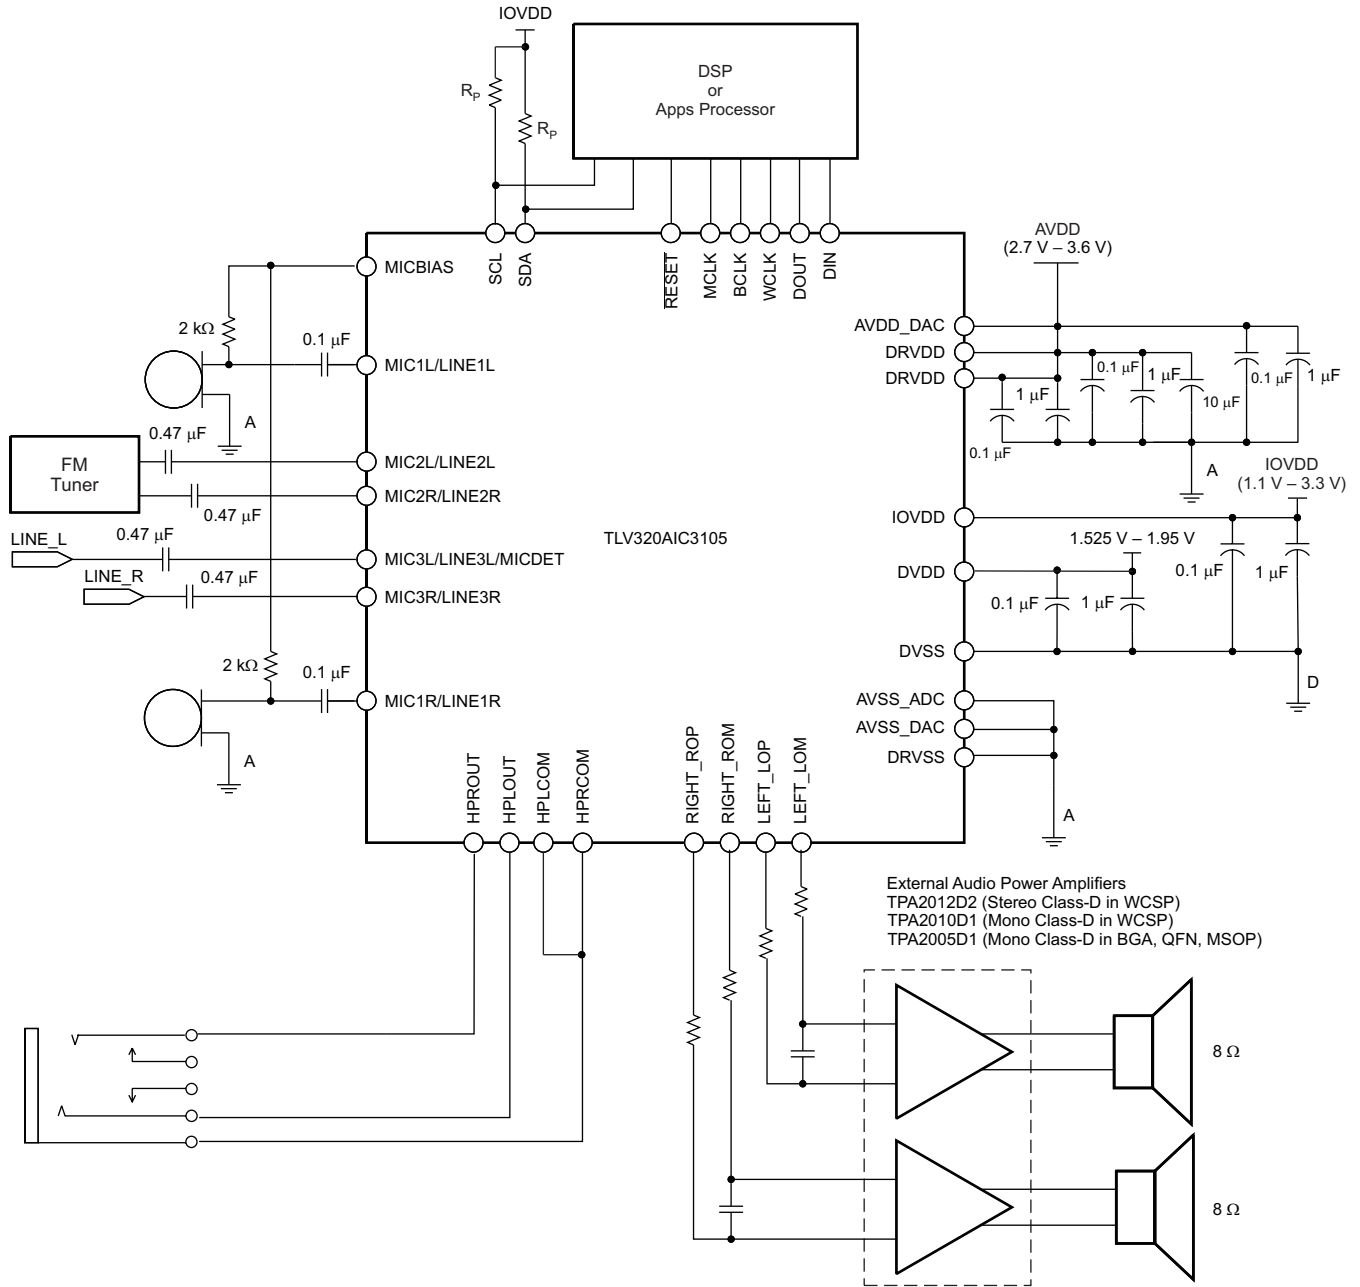 IOVDD
DSP
or
Apps Processor
RP
RP
SCL
SDA
RESET
MCLK
BCLK
WCLK
DOUT
DIN
AVDD
(2.7 V – 3.6 V)
MICBIAS
2 kΩ
0.1 μF
MIC1L/LINE1L
A
AVDD_DAC
DRVDD
DRVDD
0.1 μF
1 μF
0.1 μF
1 μF
1 μF
10 μF
0.1 μF
A
0.47 μF
FM
Tuner
MIC2L/LINE2L
MIC2R/LINE2R
0.47 μF
IOVDD
(1.1 V – 3.3 V)
IOVDD
LINE_L
0.47 μF
MIC3L/LINE3L/MICDET
TLV320AIC3105
1.525 V – 1.95 V
DVDD
0.1 μF
1 μF
LINE_R
0.47 μF
MIC3R/LINE3R
0.1 μF
1 μF
DVSS
2 kΩ
0.1 μF
MIC1R/LINE1R
A
D
AVSS_ADC
AVSS_DAC
DRVSS
A
HPROUT
HPLOUT
HPLCOM
HPRCOM
RIGHT_ROP
RIGHT_ROM
LEFT_LOP
LEFT_LOM
External Audio Power Amplifiers
TPA2012D2 (Stereo Class-D in WCSP)
TPA2010D1 (Mono Class-D in WCSP)
TPA2005D1 (Mono Class-D in BGA, QFN, MSOP)
8 Ω
8 Ω